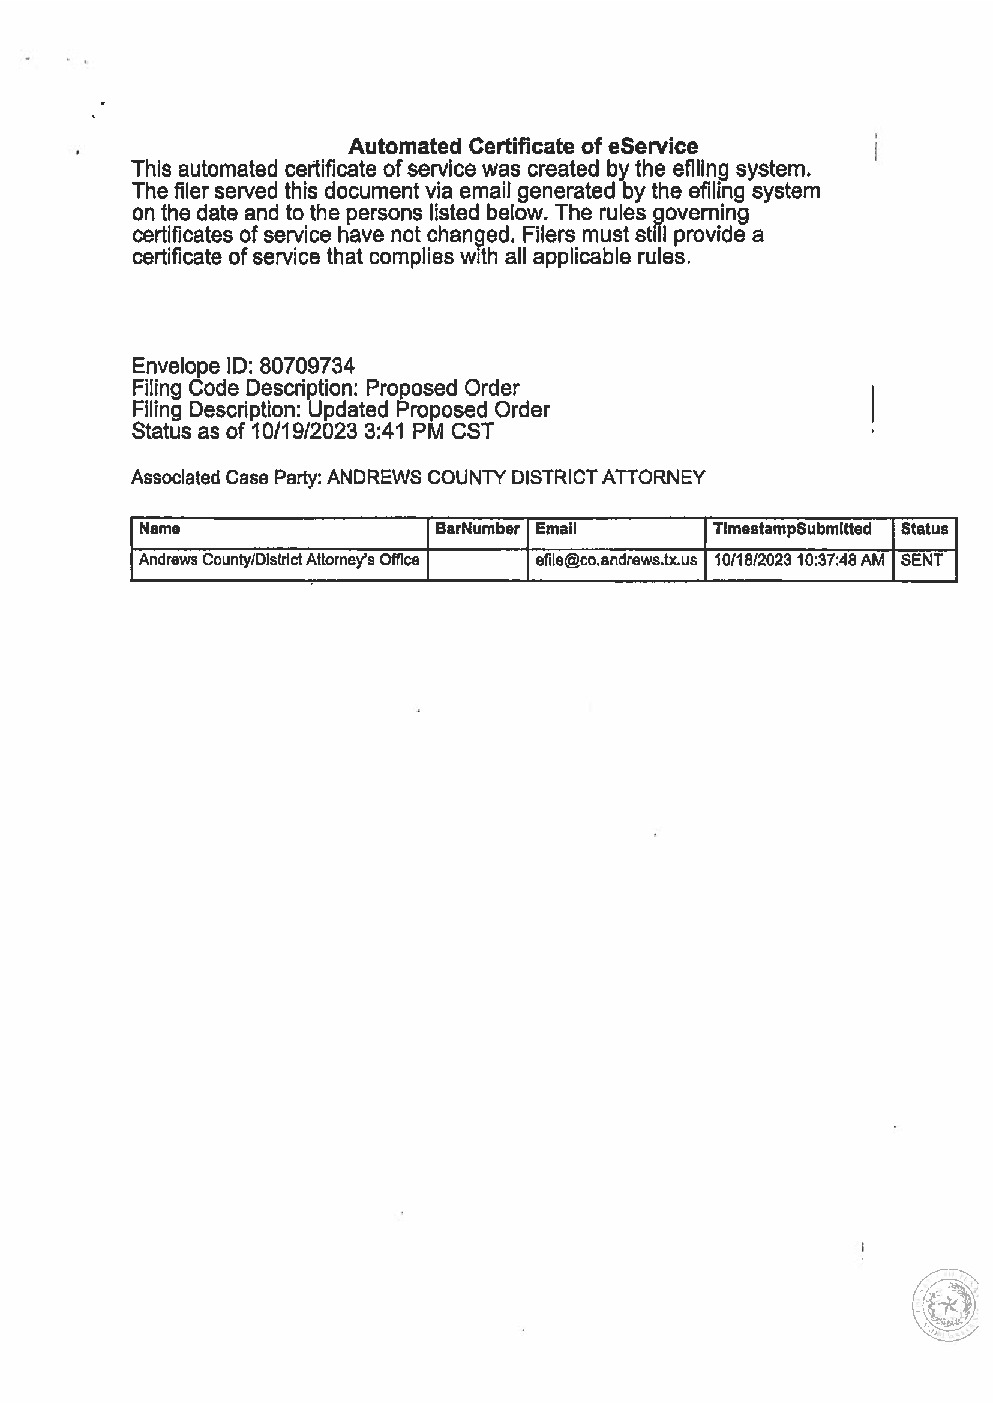 Automated Certificate of eService
This automated certificate of service was created by the efiling system.
The filer served this document via email generated by the efiling system
on the date and to the persons listed below. The rules governing
certificates of service have not changed. Filers must still provide a
certificate of service that complies with all applicable rules.
Envelope ID: 80709734
Filing Code Description: Proposed Order
Filing Description: Updated Proposed Order
Status as of 10/19/2023 3:41 PM CST
Associated Case Party: ANDREWS COUNTY DISTRICT ATTORNEY
Name BarNumber Email TimestampSubmitted Status
Andrews County/District Attorney's Office efile@co.andrews.tx.us 10/18/2023 10:37:48 AM SENT